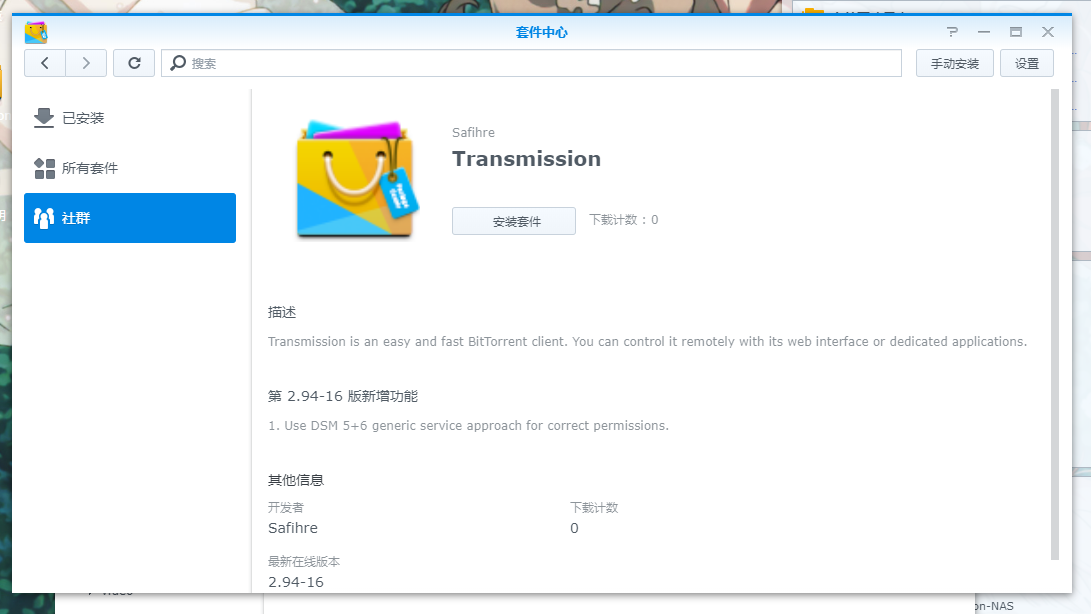 套件中心
搜索
手动安装
设置
已安装
所有套件
社群
Package Center
Safihre
Transmission
安装套件
下载计数：0
描述
Transmission is an easy and fast BitTorrent client. You can control it remotely with its web interface or dedicated applications.
第 2.94-16 版新增功能
1. Use DSM 5+6 generic service approach for correct permissions.
其他信息
开发者
下载计数
Safihre
0
最新在线版本
2.94-16
on-NAS